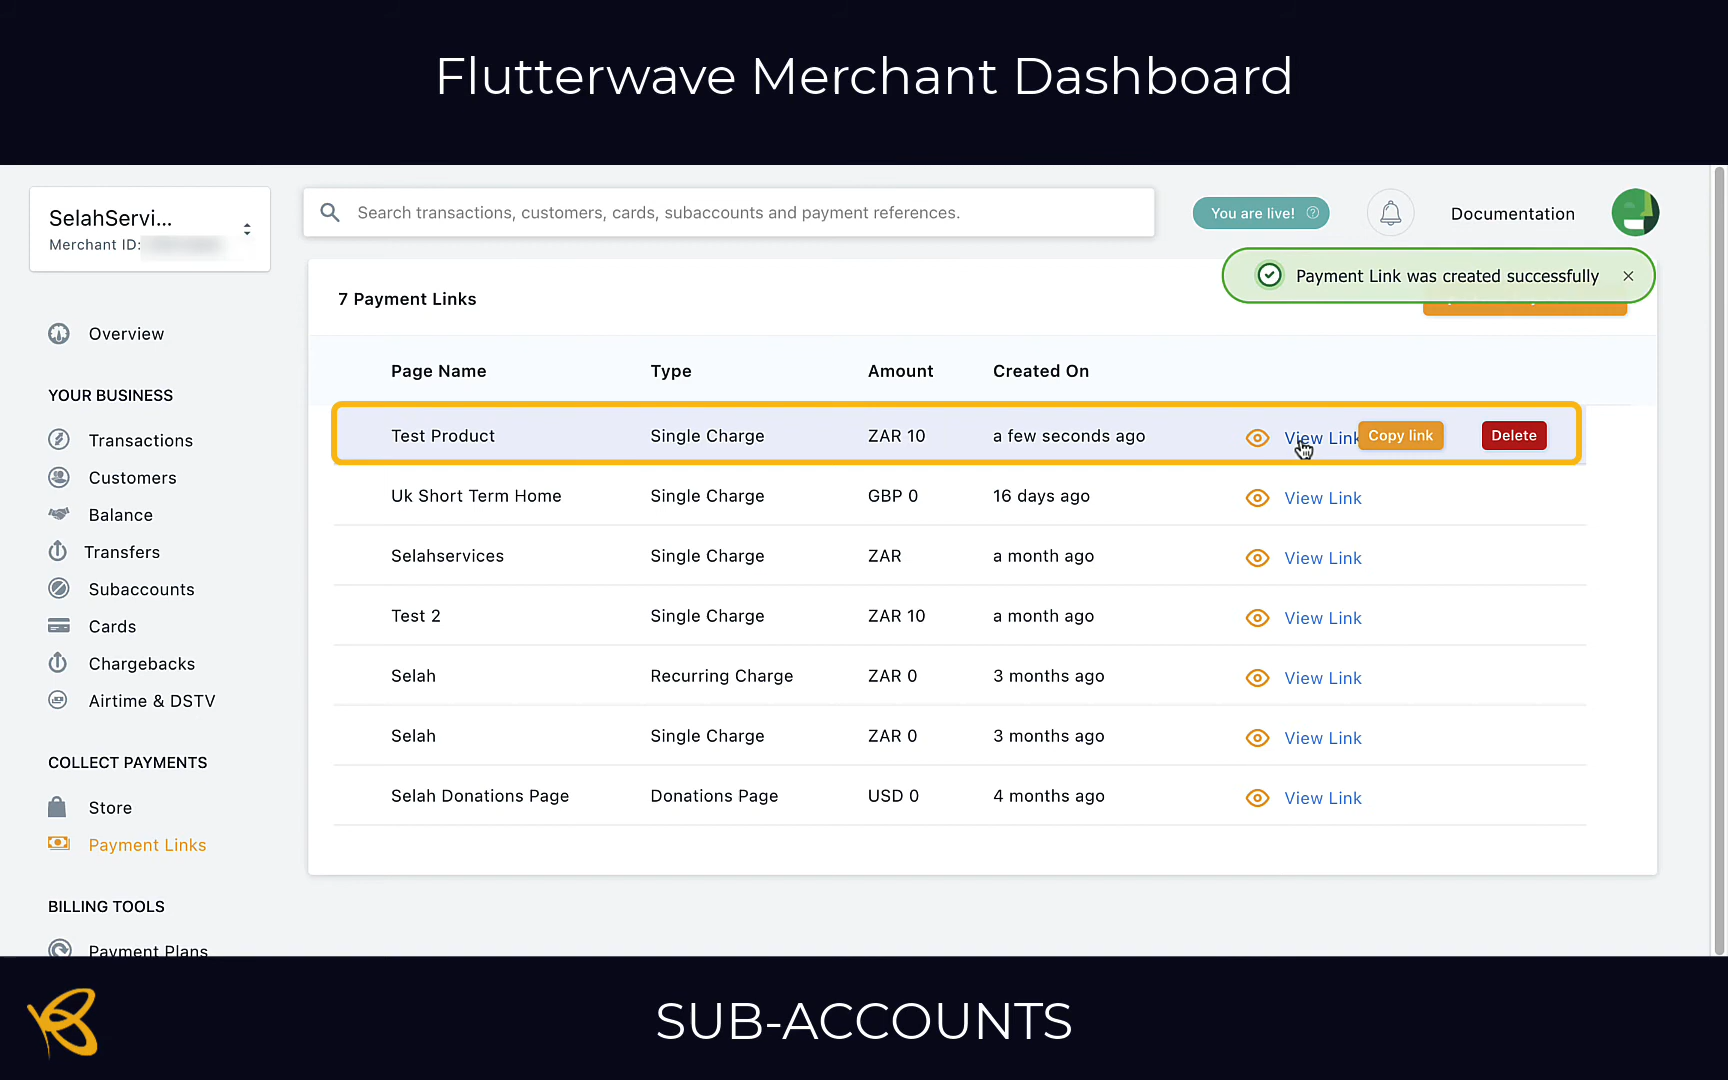 Flutterwave Merchant Dashboard
SelahServi...
Merchant ID:
Search transactions, customers, cards, subaccounts and payment references.
You are live!
Documentation
Payment Link was created successfully
7 Payment Links
Overview
YOUR BUSINESS
Transactions
Customers
Balance
Transfers
Subaccounts
Cards
Chargebacks
Airtime & DSTV
COLLECT PAYMENTS
Store
Payment Links
BILLING TOOLS
Payment Plans
Page Name Type Amount Created On
Test Product Single Charge ZAR 10 a few seconds ago View Link Copy link Delete
Uk Short Term Home Single Charge GBP 0 16 days ago View Link
Selahservices Single Charge ZAR a month ago View Link
Test 2 Single Charge ZAR 10 a month ago View Link
Selah Recurring Charge ZAR 0 3 months ago View Link
Selah Single Charge ZAR 0 3 months ago View Link
Selah Donations Page Donations Page USD 0 4 months ago View Link
SUB-ACCOUNTS